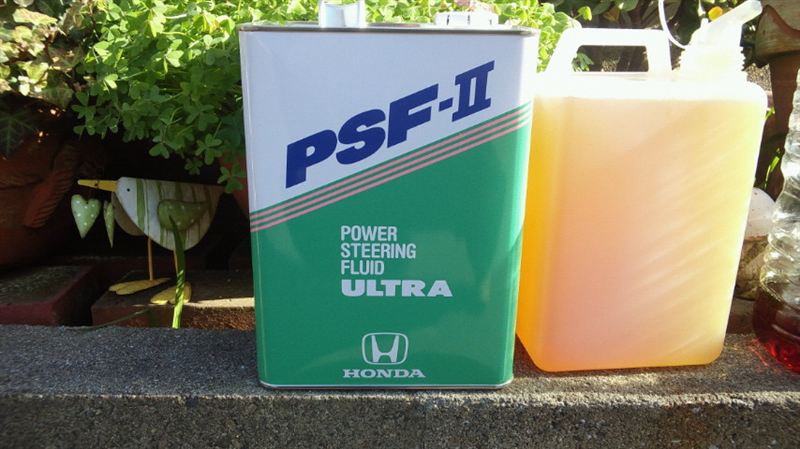 PSF-II
POWER
STEERING
FLUID
ULTRA
HONDA